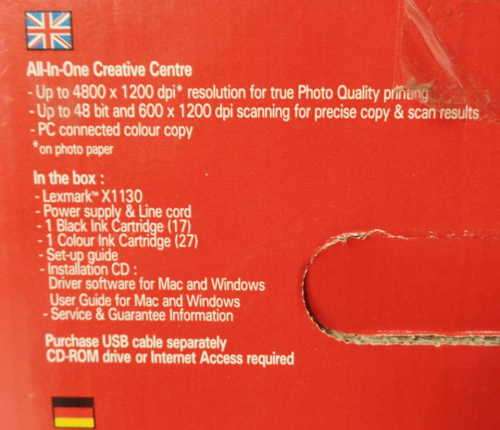 All-In-One Creative Centre
- Up to 4800 x 1200 dpi* resolution for true Photo Quality printing
- Up to 48 bit and 600 x 1200 dpi scanning for precise copy & scan results
- PC connected colour copy
*on photo paper
In the box :
- Lexmark™ X1130
- Power supply & Line cord
- 1 Black Ink Cartridge (17)
- 1 Colour Ink Cartridge (27)
- Set-up guide
- Installation CD :
Driver software for Mac and Windows
User Guide for Mac and Windows
- Service & Guarantee Information
Purchase USB cable separately
CD-ROM drive or Internet Access required